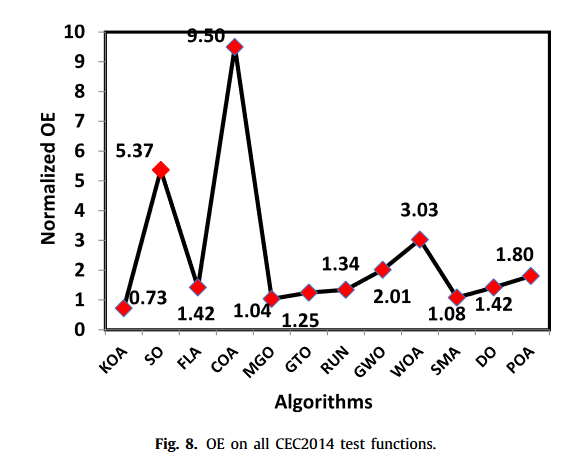 10
9
8
7
6
5
4
3
2
1
0
Normalized OE
0.73
5.37
1.42
9.50
1.04
1.25
1.34
2.01
3.03
1.08
1.42
1.80
KOA
SO
FLA
COA
MGO
GTO
RUN
GWO
WOA
SMA
DO
POA
Algorithms
Fig. 8. OE on all CEC2014 test functions.